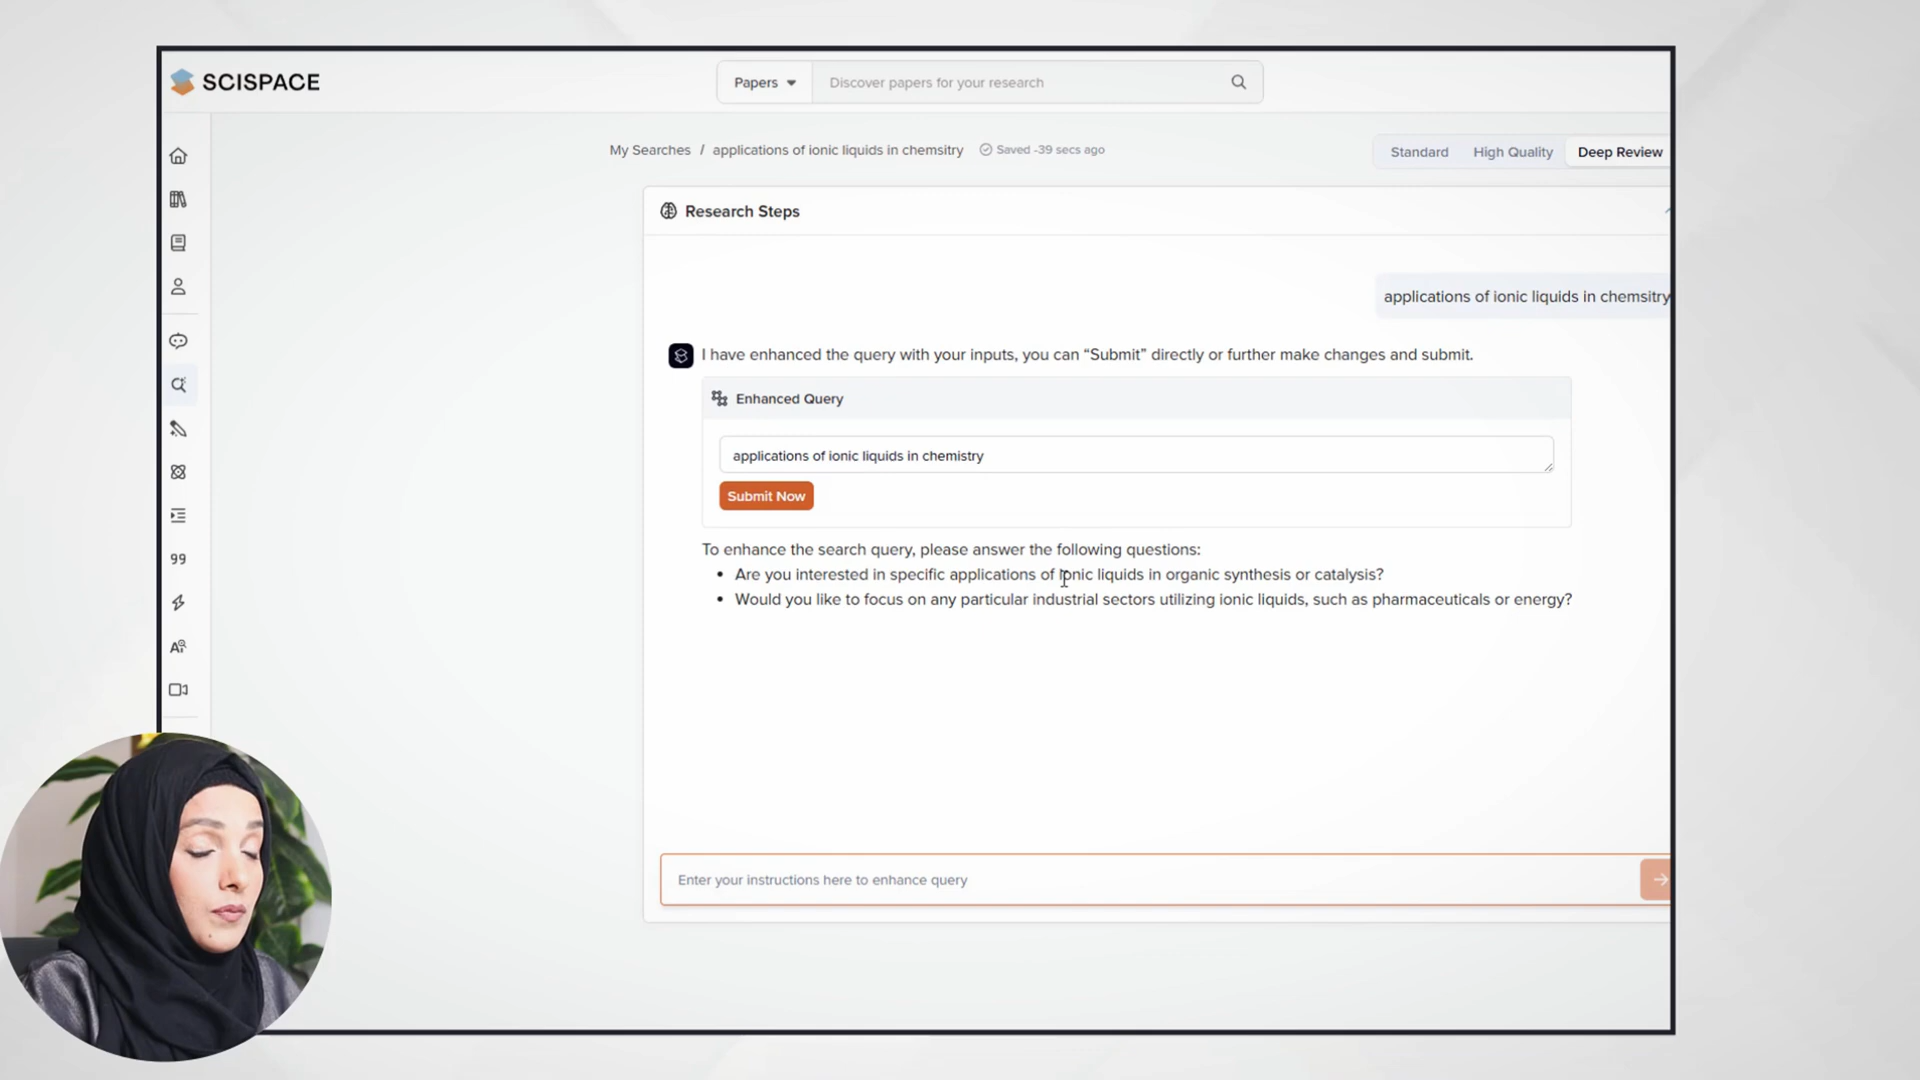 SCISPACE
Papers
Discover papers for your research
My Searches / applications of ionic liquids in chemsitry
Saved -39 secs ago
Standard
High Quality
Deep Review
Research Steps
applications of ionic liquids in chemsitry
I have enhanced the query with your inputs, you can “Submit” directly or further make changes and submit.
Enhanced Query
applications of ionic liquids in chemistry
Submit Now
To enhance the search query, please answer the following questions:
• Are you interested in specific applications of ionic liquids in organic synthesis or catalysis?
• Would you like to focus on any particular industrial sectors utilizing ionic liquids, such as pharmaceuticals or energy?
Enter your instructions here to enhance query